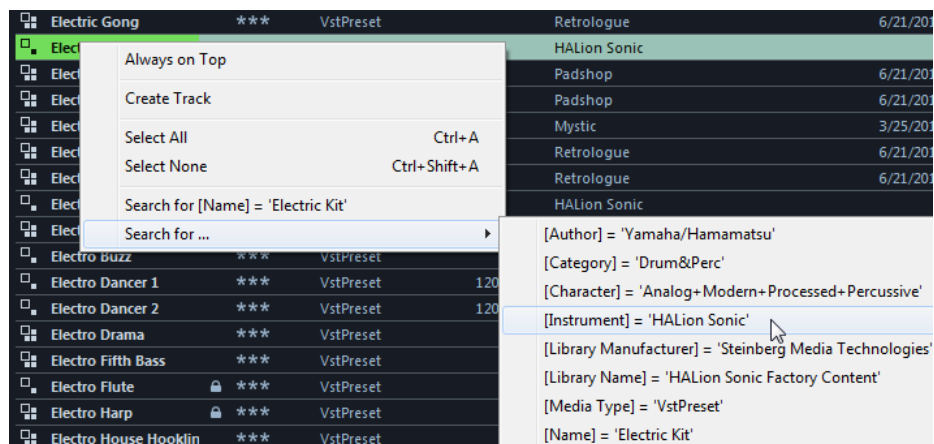 Electric Gong *** VstPreset Retrologue 6/21/201
Elect HALion Sonic
Always on Top
Elect Padshop 6/21/201
Create Track
Elect Padshop 6/21/201
Elect Mystic 3/25/201
Select All Ctrl+A
Elect Retrologue 6/21/201
Select None Ctrl+Shift+A
Elect Retrologue 6/21/201
Elect HALion Sonic
Search for [Name] = 'Electric Kit'
Elect
Search for ...
[Author] = 'Yamaha/Hamamatsu'
Electro Buzz *** VstPreset
[Category] = 'Drum&Perc'
Electro Dancer 1 *** VstPreset 120
[Character] = 'Analog+Modern+Processed+Percussive'
Electro Dancer 2 *** VstPreset 120
[Instrument] = 'HALion Sonic'
Electro Drama *** VstPreset
[Library Manufacturer] = 'Steinberg Media Technologies'
Electro Fifth Bass *** VstPreset
[Library Name] = 'HALion Sonic Factory Content'
Electro Flute *** VstPreset
[Media Type] = 'VstPreset'
Electro Harp *** VstPreset
[Name] = 'Electric Kit'
Electro House Hooklin *** VstPreset